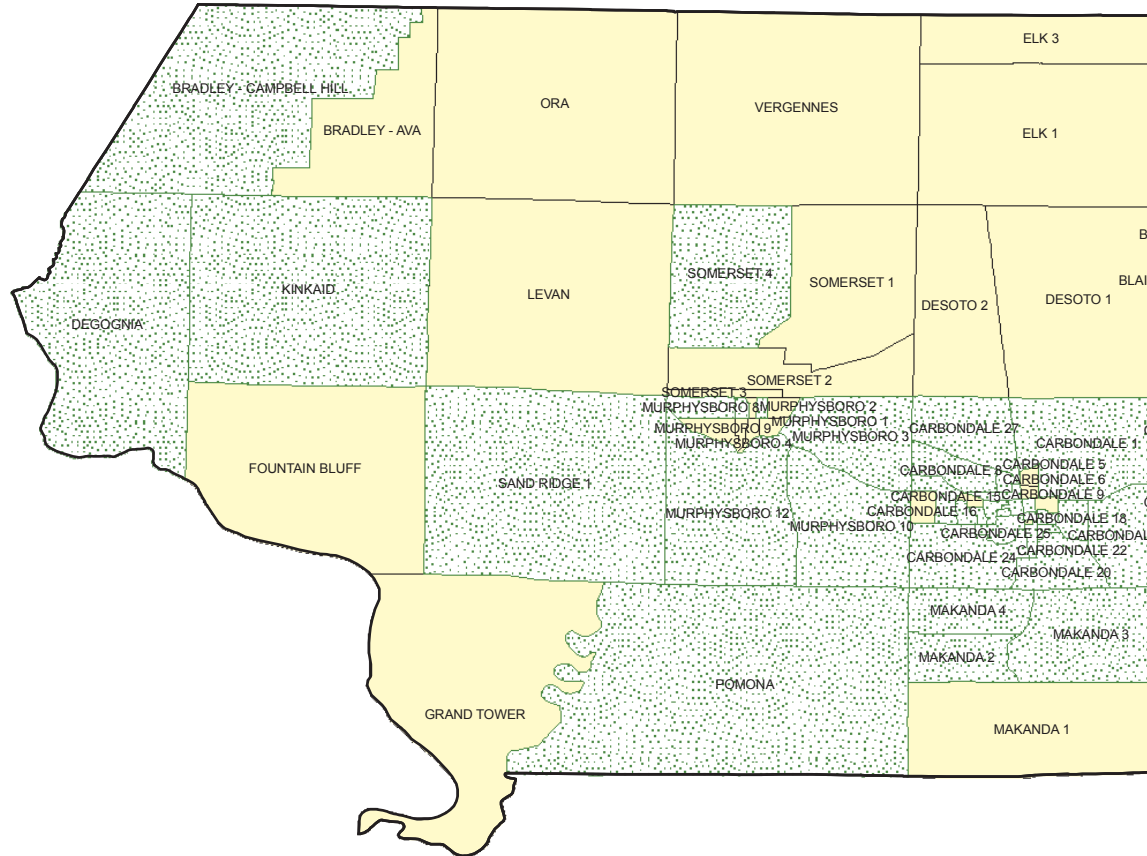 ELK 3
BRADLEY - CAMPBELL HILL
ORA
VERGENNES
BRADLEY - AVA
ELK 1
B
SOMERSET 4
SOMERSET 1
BLAI
KINKAID
LEVAN
DESOTO 2
DESOTO 1
DEGOGNIA
SOMERSET 2
SOMERSET 3
MURPHYSBORO 8
MURPHYSBORO 2
MURPHYSBORO 1
MURPHYSBORO 9
CARBONDALE 27
MURPHYSBORO 3
MURPHYSBORO 4
CARBONDALE 1
FOUNTAIN BLUFF
CARBONDALE 8
CARBONDALE 5
SAND RIDGE 1
CARBONDALE 6
CARBONDALE 15
CARBONDALE 9
MURPHYSBORO 12
CARBONDALE 16
CARBONDALE 18
MURPHYSBORO 10
CARBONDALE 25
CARBONDAL
CARBONDALE 24
CARBONDALE 22
CARBONDALE 20
MAKANDA 4
MAKANDA 3
MAKANDA 2
POMONA
GRAND TOWER
MAKANDA 1